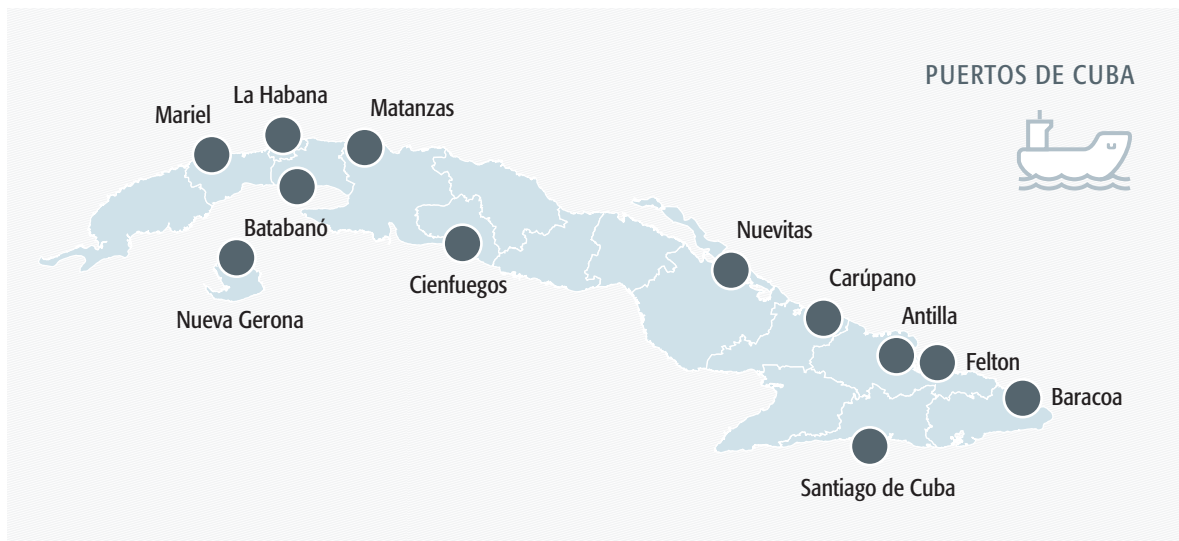 PUERTOS DE CUBA
La Habana
Mariel
Matanzas
Batabanó
Nuevitas
Cienfuegos
Carúpano
Nueva Gerona
Antilla
Felton
Baracoa
Santiago de Cuba